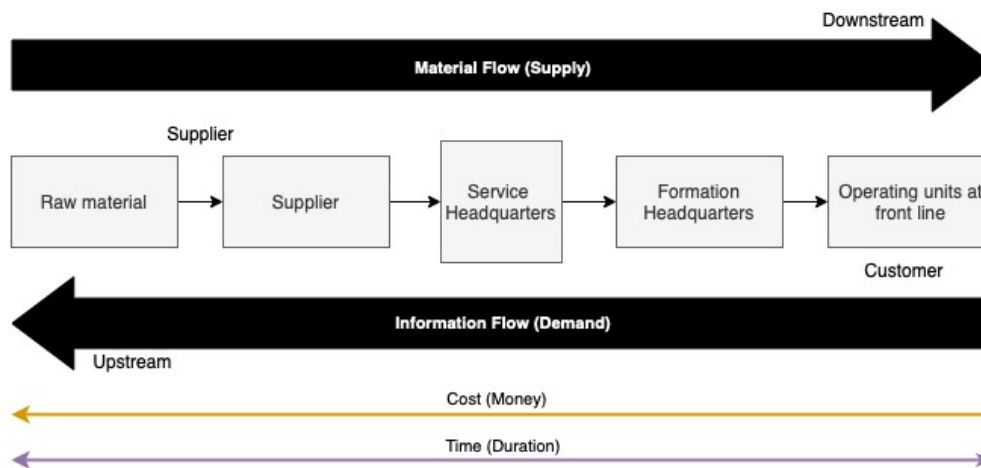 Downstream
Material Flow (Supply)
Supplier
Raw material
Supplier
Service
Headquarters
Formation
Headquarters
Operating units at
front line
Customer
Information Flow (Demand)
Upstream
Cost (Money)
Time (Duration)